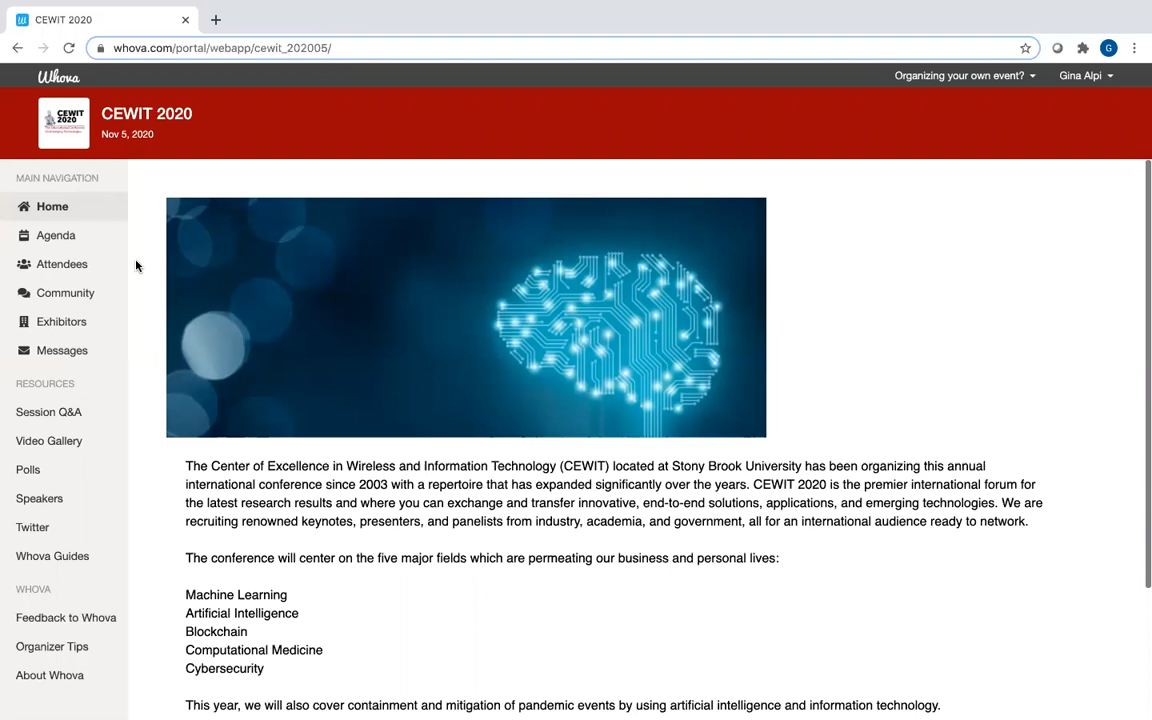 CEWIT 2020
whova.com/portal/webapp/cewit_202005/
G
Whova
Organizing your own event?
Gina Alpi
CEWIT 2020
CEWIT 2020
Nov 5, 2020
MAIN NAVIGATION
Home
Agenda
Attendees
Community
Exhibitors
Messages
RESOURCES
Session Q&A
Video Gallery
Polls
Speakers
Twitter
Whova Guides
WHOVA
Feedback to Whova
Organizer Tips
About Whova
The Center of Excellence in Wireless and Information Technology (CEWIT) located at Stony Brook University has been organizing this annual
international conference since 2003 with a repertoire that has expanded significantly over the years. CEWIT 2020 is the premier international forum for
the latest research results and where you can exchange and transfer innovative, end-to-end solutions, applications, and emerging technologies. We are
recruiting renowned keynotes, presenters, and panelists from industry, academia, and government, all for an international audience ready to network.
The conference will center on the five major fields which are permeating our business and personal lives:
Machine Learning
Artificial Intelligence
Blockchain
Computational Medicine
Cybersecurity
This year, we will also cover containment and mitigation of pandemic events by using artificial intelligence and information technology.